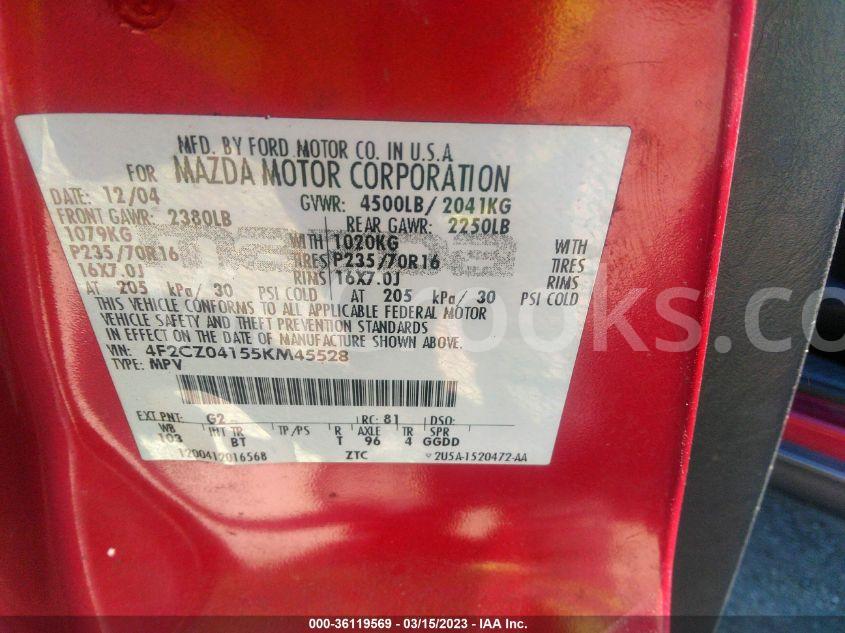 MFD. BY FORD MOTOR CO. IN U.S.A
FOR MAZDA MOTOR CORPORATION
DATE: 12/04 GVWR: 4500LB/ 2041KG
FRONT GAWR: 2380LB REAR GAWR: 2250LB
1079KG WITH 1020KG WITH
P235/70R16 TIRES P235/70R16 TIRES
16X7.0J RIMS 16X7.0J RIMS
AT 205 kPa/ 30 PSI COLD AT 205 kPa/ 30 PSI COLD
THIS VEHICLE CONFORMS TO ALL APPLICABLE FEDERAL MOTOR
VEHICLE SAFETY AND THEFT PREVENTION STANDARDS
IN EFFECT ON THE DATE OF MANUFACTURE SHOWN ABOVE.
VIN: 4F2CZ04155KM45528
TYPE: MPV
EXT PNT: G2 RC: 81 DSO:
WB INT TR TP/PS R AXLE TR SPR
103 BT T 96 4 GGDD
1200412016568 ZTC 2U5A-1520472-AA
000-36119569 — 03/15/2023 — IAA Inc.